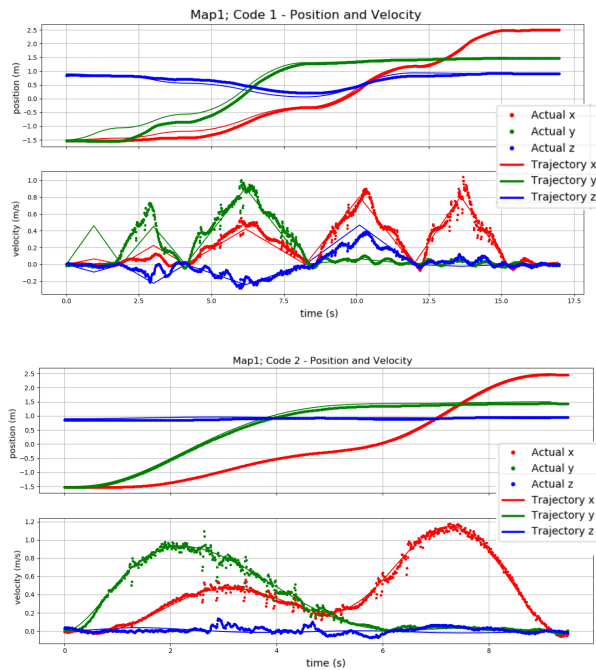 Map1; Code 1 - Position and Velocity
2.5
2.0
1.5
1.0
0.5
0.0
−0.5
−1.0
−1.5
position (m)
Actual x
Actual y
Actual z
Trajectory x
Trajectory y
Trajectory z
1.0
0.8
0.6
0.4
0.2
0.0
−0.2
velocity (m/s)
0.0 2.5 5.0 7.5 10.0 12.5 15.0 17.5
time (s)
Map1; Code 2 - Position and Velocity
2.5
2.0
1.5
1.0
0.5
0.0
−0.5
−1.0
−1.5
position (m)
Actual x
Actual y
Actual z
Trajectory x
Trajectory y
Trajectory z
1.2
1.0
0.8
0.6
0.4
0.2
0.0
velocity (m/s)
0 2 4 6 8
time (s)